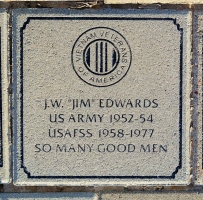 VIETNAM VETERANS
OF AMERICA
J.W. "JIM" EDWARDS
US ARMY 1952-54
USAFSS 1958-1977
SO MANY GOOD MEN